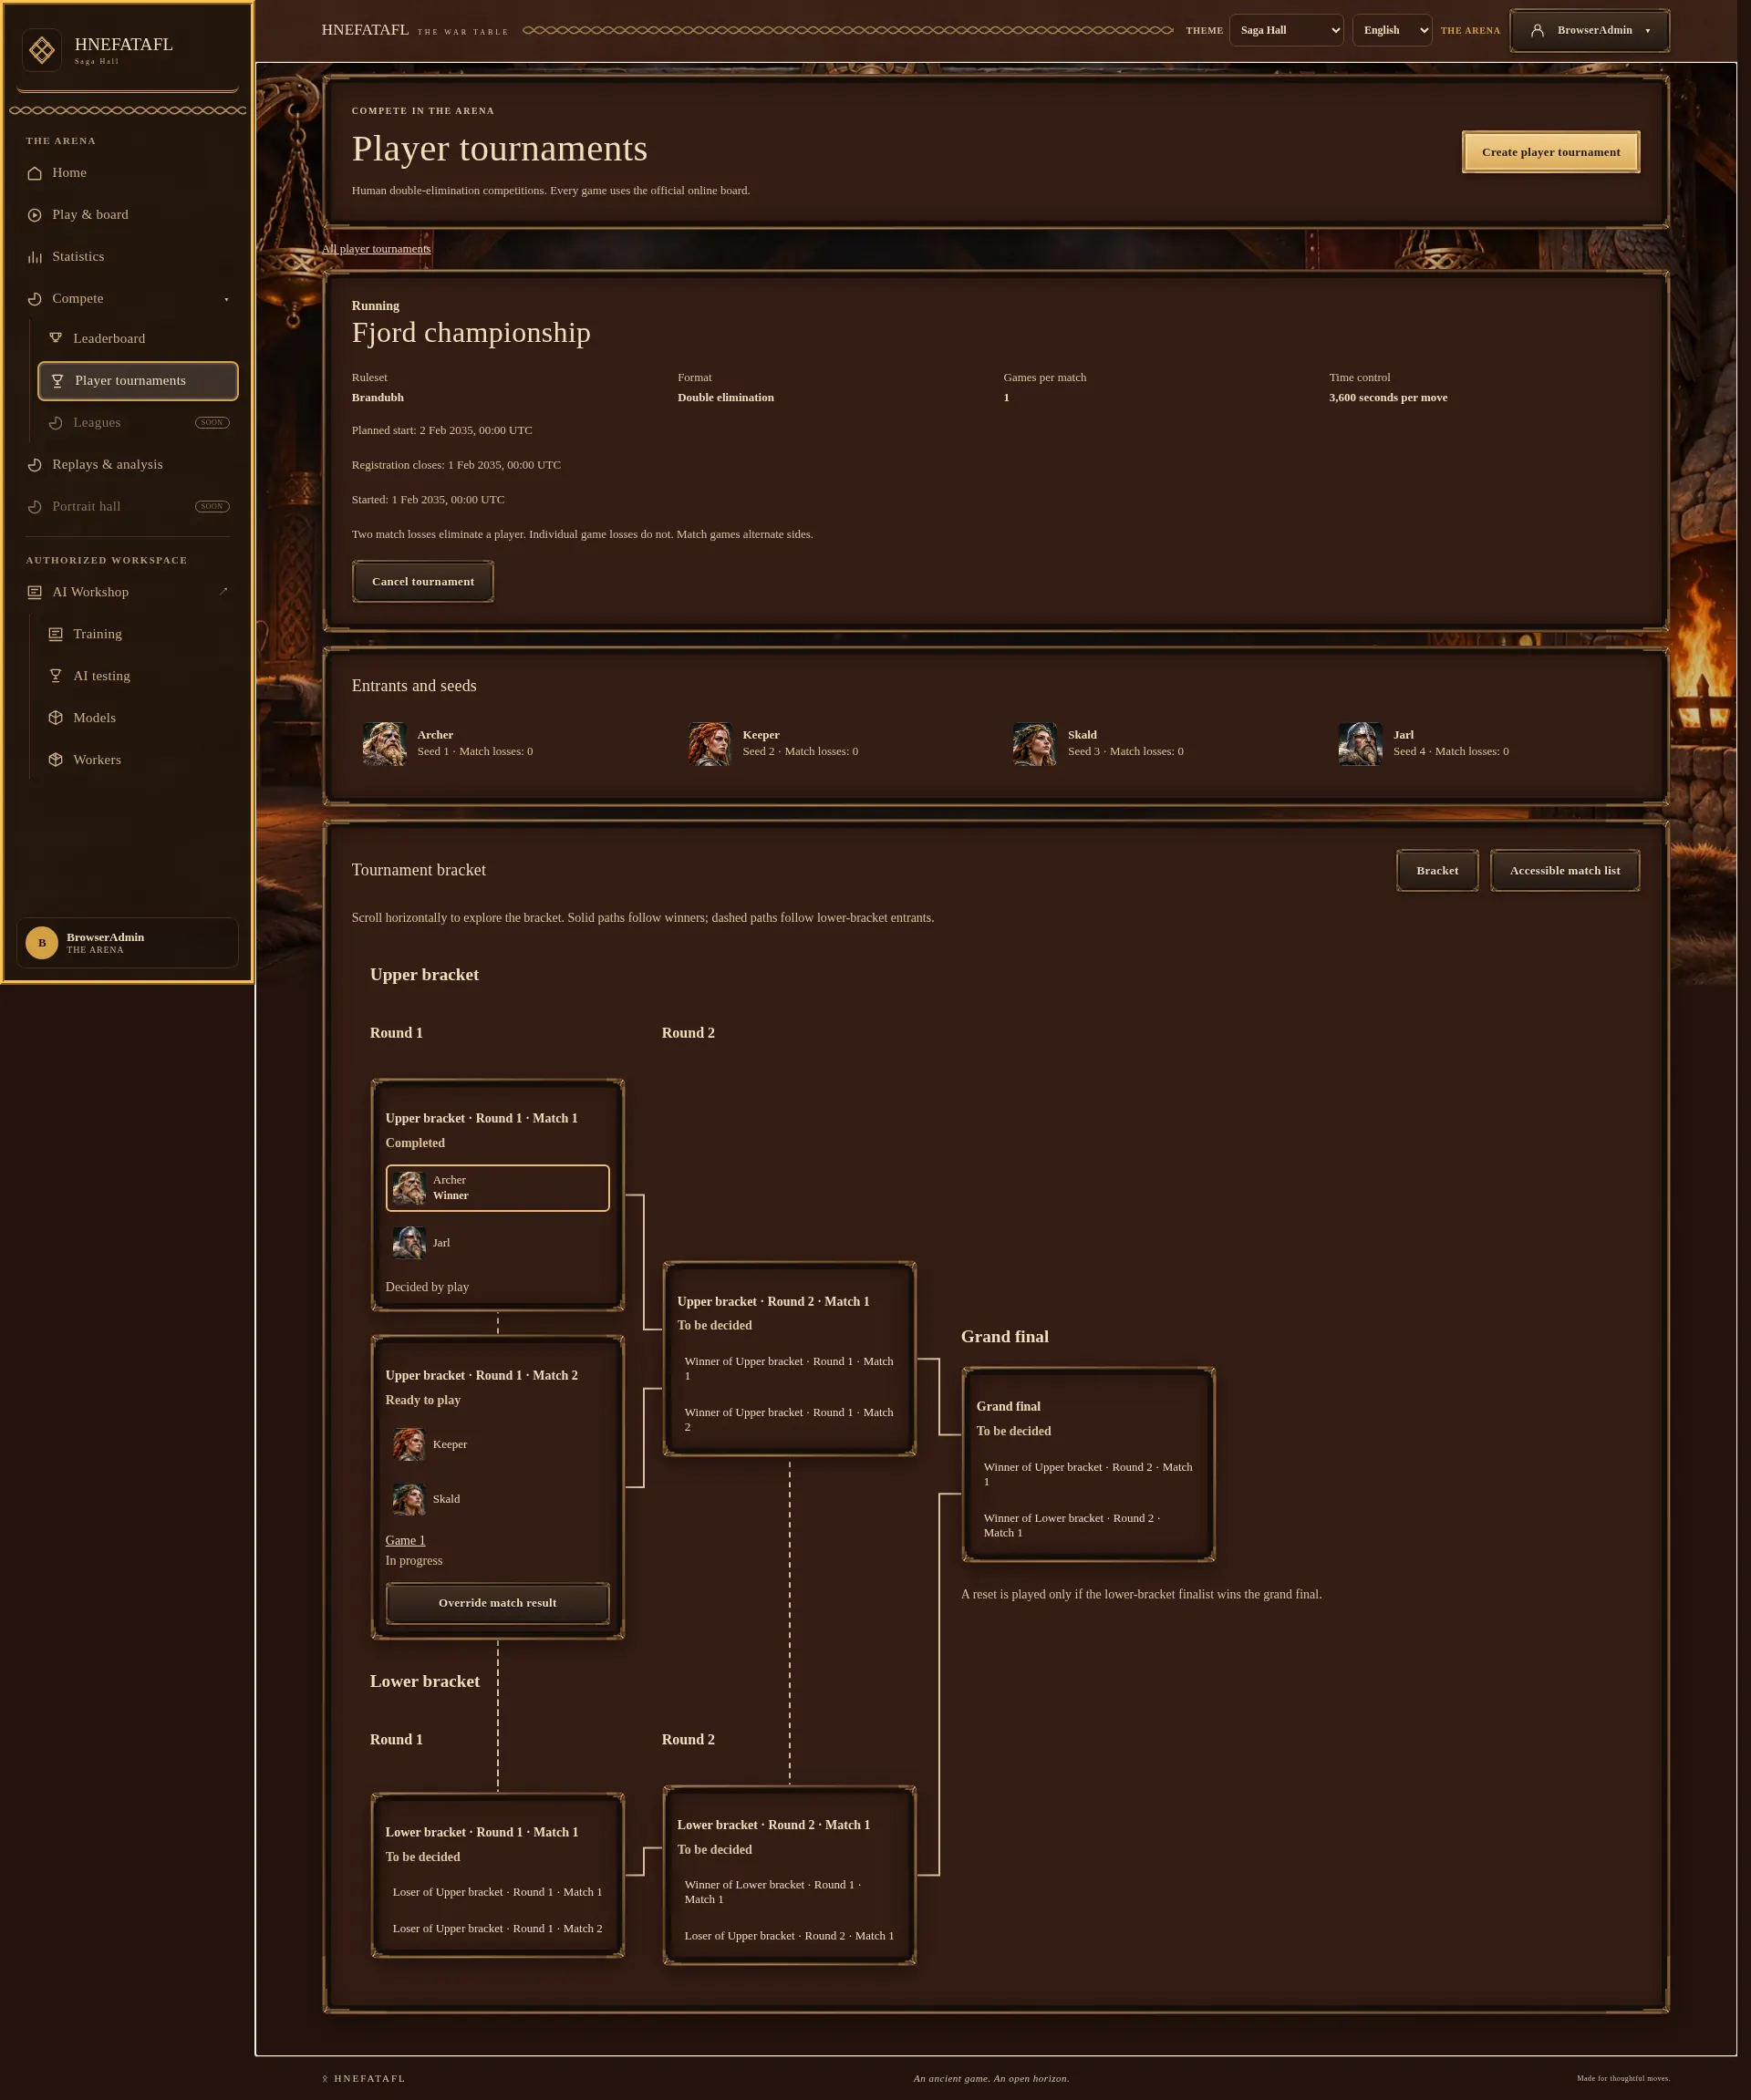 HNEFATAFL
Saga Hall
THE ARENA
Home
Play & board
Statistics
Compete
Leaderboard
Player tournaments
Leagues SOON
Replays & analysis
Portrait hall SOON
AUTHORIZED WORKSPACE
AI Workshop
Training
AI testing
Models
Workers
B
BrowserAdmin
THE ARENA
HNEFATAFL THE WAR TABLE
THEME Saga Hall English THE ARENA BrowserAdmin
COMPETE IN THE ARENA
Player tournaments
Create player tournament
Human double-elimination competitions. Every game uses the official online board.
All player tournaments
Running
Fjord championship
Ruleset Format Games per match Time control
Brandubh Double elimination 1 3,600 seconds per move
Planned start: 2 Feb 2035, 00:00 UTC
Registration closes: 1 Feb 2035, 00:00 UTC
Started: 1 Feb 2035, 00:00 UTC
Two match losses eliminate a player. Individual game losses do not. Match games alternate sides.
Cancel tournament
Entrants and seeds
Archer
Seed 1 · Match losses: 0
Keeper
Seed 2 · Match losses: 0
Skald
Seed 3 · Match losses: 0
Jarl
Seed 4 · Match losses: 0
Tournament bracket
Bracket
Accessible match list
Scroll horizontally to explore the bracket. Solid paths follow winners; dashed paths follow lower-bracket entrants.
Upper bracket
Round 1
Round 2
Upper bracket · Round 1 · Match 1
Completed
Archer
Winner
Jarl
Decided by play
Upper bracket · Round 1 · Match 2
Ready to play
Keeper
Skald
Game 1
In progress
Override match result
Upper bracket · Round 2 · Match 1
To be decided
Winner of Upper bracket · Round 1 · Match
1
Winner of Upper bracket · Round 1 · Match
2
Grand final
Grand final
To be decided
Winner of Upper bracket · Round 2 · Match
1
Winner of Lower bracket · Round 2 ·
Match 1
A reset is played only if the lower-bracket finalist wins the grand final.
Lower bracket
Round 1
Round 2
Lower bracket · Round 1 · Match 1
To be decided
Loser of Upper bracket · Round 1 · Match 1
Loser of Upper bracket · Round 1 · Match 2
Lower bracket · Round 2 · Match 1
To be decided
Winner of Lower bracket · Round 1 ·
Match 1
Loser of Upper bracket · Round 2 · Match 1
ᛟ HNEFATAFL
An ancient game. An open horizon.
Made for thoughtful moves.